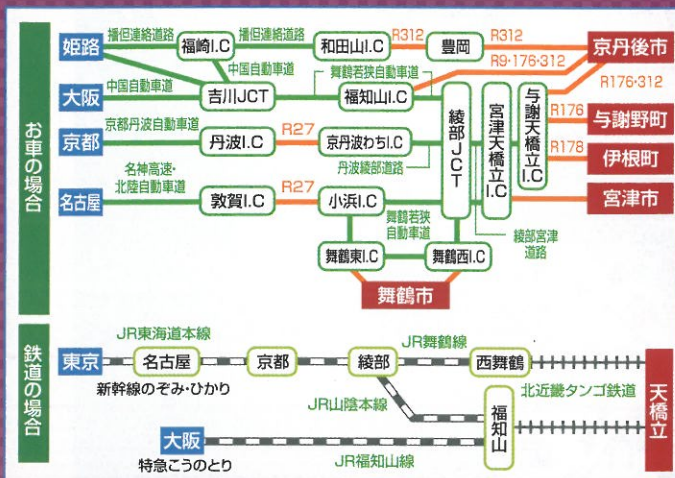 お車の場合
播但連絡道路
播但連絡道路
R312
R312
姫路
福崎I.C
和田山I.C
豊岡
京丹後市
中国自動車道
R9・176・312
中国自動車道
舞鶴若狭自動車道
R176・312
大阪
吉川JCT
福知山I.C
綾部JCT
宮津天橋立I.C
与謝天橋立I.C
京都丹波自動車道
R27
R176
与謝野町
京都
丹波I.C
京丹波わちI.C
丹波綾部道路
R178
伊根町
名神高速・
北陸自動車道
R27
名古屋
敦賀I.C
小浜I.C
宮津市
舞鶴若狭
自動車道
綾部宮津
道路
舞鶴東I.C
舞鶴西I.C
舞鶴市
鉄道の場合
JR東海道本線
JR舞鶴線
東京
名古屋
京都
綾部
西舞鶴
天橋立
新幹線のぞみ・ひかり
北近畿タンゴ鉄道
JR山陰本線
福知山
大阪
特急こうのとり
JR福知山線